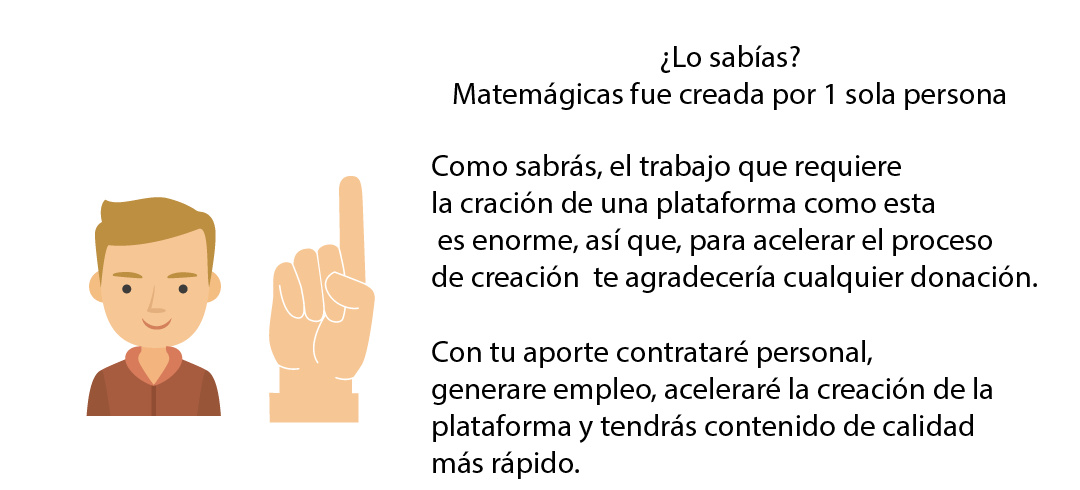 ¿Lo sabías?
Matemágicas fue creada por 1 sola persona
Como sabrás, el trabajo que requiere
la cración de una plataforma como esta
es enorme, así que, para acelerar el proceso
de creación  te agradecería cualquier donación.
Con tu aporte contrataré personal,
generare empleo, aceleraré la creación de la
plataforma y tendrás contenido de calidad
más rápido.